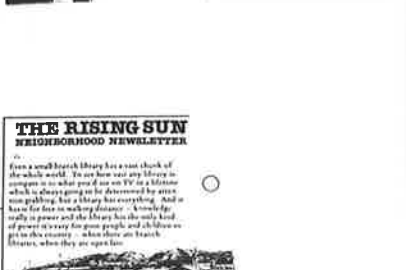 THE RISING SUN
NEIGHBORHOOD NEWSLETTER
Even a small branch library has a vast chunk of
the whole world. To see how vast any library is
compare it to what you'd see on TV in a lifetime
which is always going to be determined by atten
tion grabbing, but a library has everything. And it
has it for free in walking distance – knowledge
really is power and the library has the only kind
of power it's easy for poor people and children to
get in this country – when there are branch
libraries, when they are open late